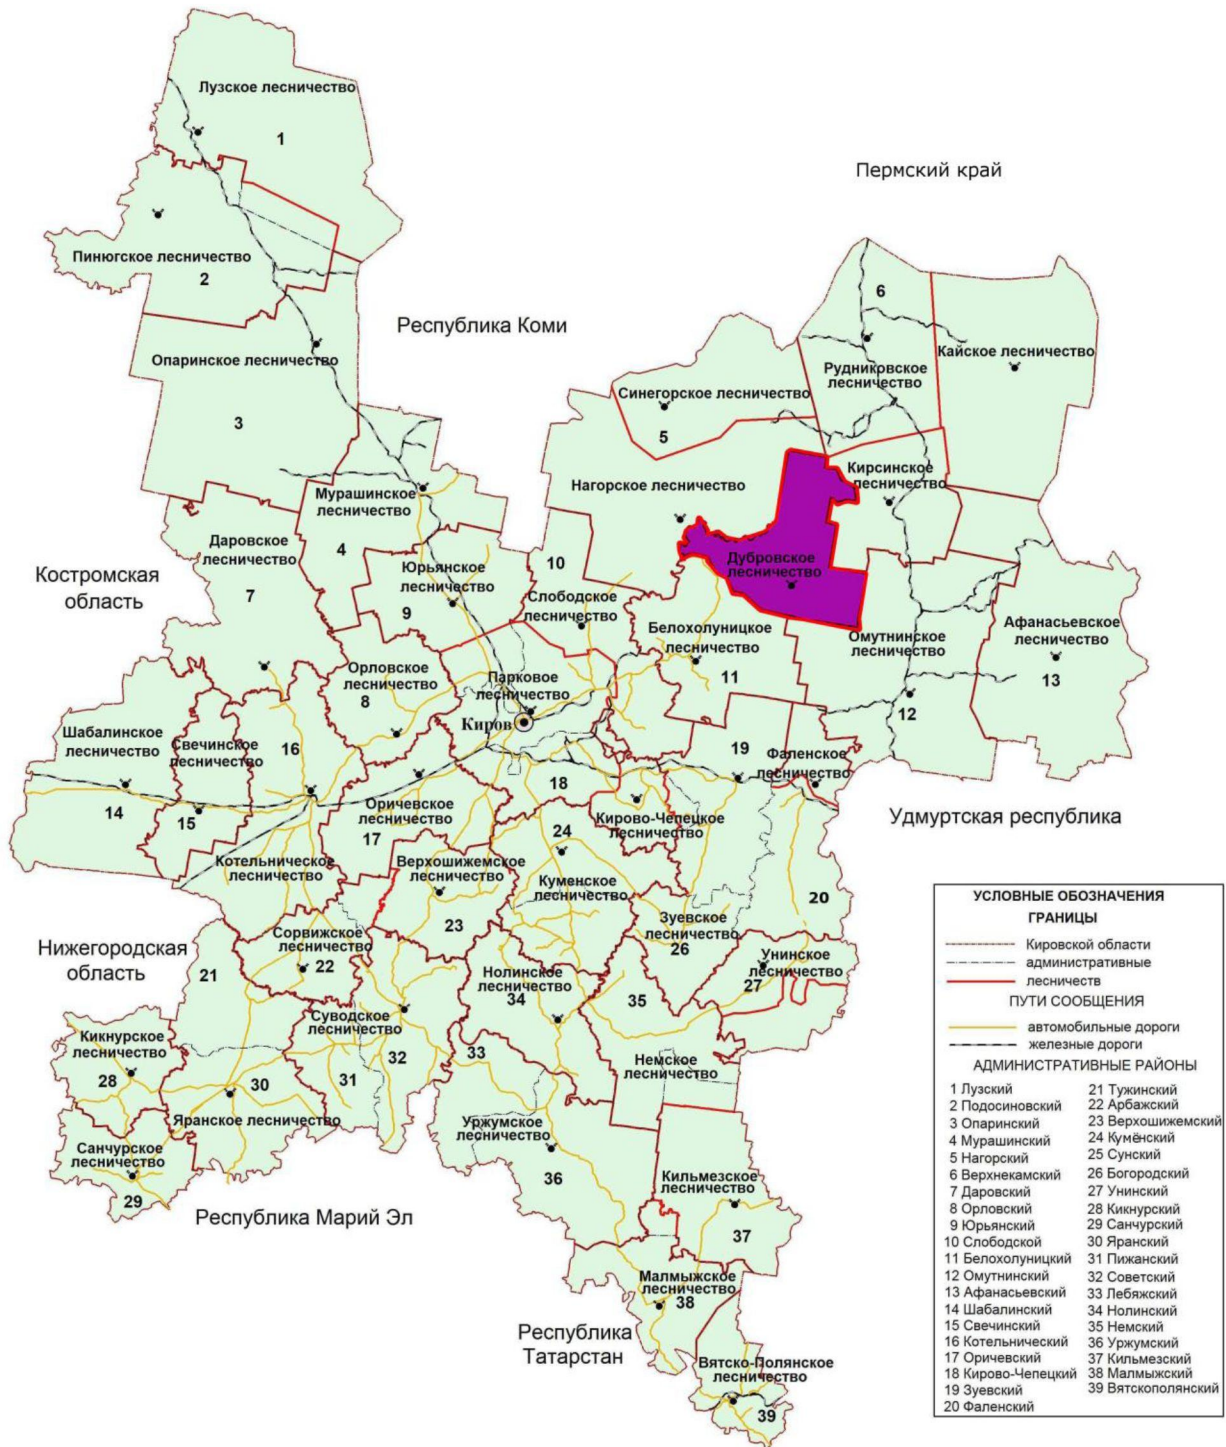 Лузское лесничество
1
Пермский край
Пинюгское лесничество
2
6
Республика Коми
Опаринское лесничество
Кайское лесничество
Рудниковское
лесничество
Синегорское лесничество
3
5
Кирсинское
лесничество
Нагорское лесничество
Мурашинское
лесничество
Даровское
лесничество
4
10
Дубровское
лесничество
Костромская
область
Юрьянское
лесничество
7
9
Слободское
лесничество
Белохолуницкое
лесничество
Афанасьевское
лесничество
Омутнинское
лесничество
Орловское
лесничество
Парковое
лесничество
11
13
8
Киров
12
Шабалинское
лесничество
Свечинское
лесничество
16
19
Фаленское
лесничество
18
14
15
Оричевское
лесничество
Кирово-Чепецкое
лесничество
Удмуртская республика
17
24
Котельническое
лесничество
Верхошижемское
лесничество
Куменское
лесничество
20
Зуевское
лесничество
23
26
Сорвижское
лесничество
22
Нижегородская
область
21
Унинское
лесничество
27
Нолинское
лесничество
34
35
Суводское
лесничество
Кикнурское
лесничество
32
33
28
30
31
Немское
лесничество
Яранское лесничество
Уржумское
лесничество
Санчурское
лесничество
29
36
Кильмезское
лесничество
Республика Марий Эл
37
Малмыжское
лесничество
38
Республика
Татарстан
Вятско-Полянское
лесничество
39
УСЛОВНЫЕ ОБОЗНАЧЕНИЯ
ГРАНИЦЫ
Кировской области
административные
лесничеств
ПУТИ СООБЩЕНИЯ
автомобильные дороги
железные дороги
АДМИНИСТРАТИВНЫЕ РАЙОНЫ
1 Лузский
2 Подосиновский
3 Опаринский
4 Мурашинский
5 Нагорский
6 Верхнекамский
7 Даровский
8 Орловский
9 Юрьянский
10 Слободской
11 Белохолуницкий
12 Омутнинский
13 Афанасьевский
14 Шабалинский
15 Свечинский
16 Котельнический
17 Оричевский
18 Кирово-Чепецкий
19 Зуевский
20 Фаленский
21 Тужинский
22 Арбажский
23 Верхошижемский
24 Кумёнский
25 Сунский
26 Богородский
27 Унинский
28 Кикнурский
29 Санчурский
30 Яранский
31 Пижанский
32 Советский
33 Лебяжский
34 Нолинский
35 Немский
36 Уржумский
37 Кильмезский
38 Малмыжский
39 Вятскополянский